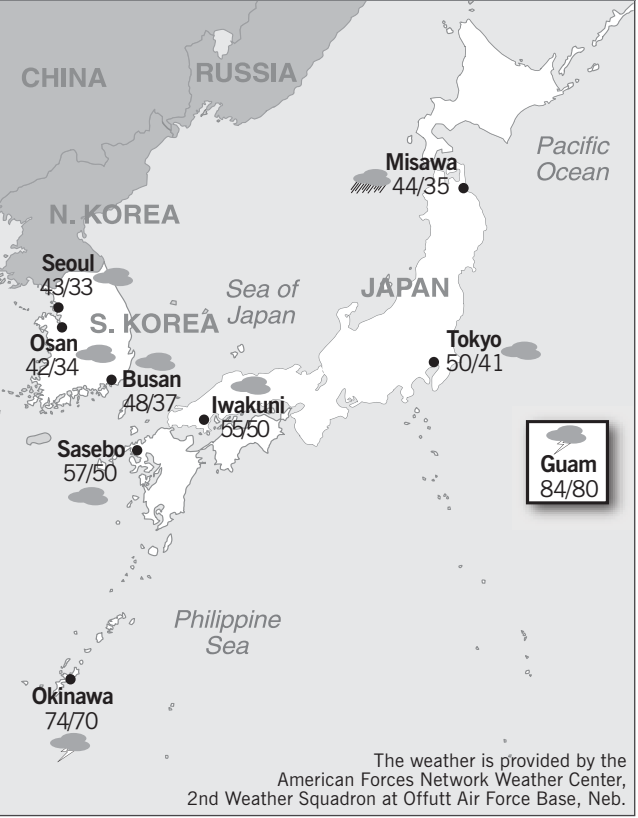 CHINA
RUSSIA
Pacific
Ocean
Misawa
44/35
N. KOREA
Seoul
43/33
Sea of
Japan
JAPAN
S. KOREA
Osan
42/34
Tokyo
50/41
Busan
48/37
Iwakuni
55/50
Sasebo
57/50
Guam
84/80
Philippine
Sea
Okinawa
74/70
The weather is provided by the
American Forces Network Weather Center,
2nd Weather Squadron at Offutt Air Force Base, Neb.